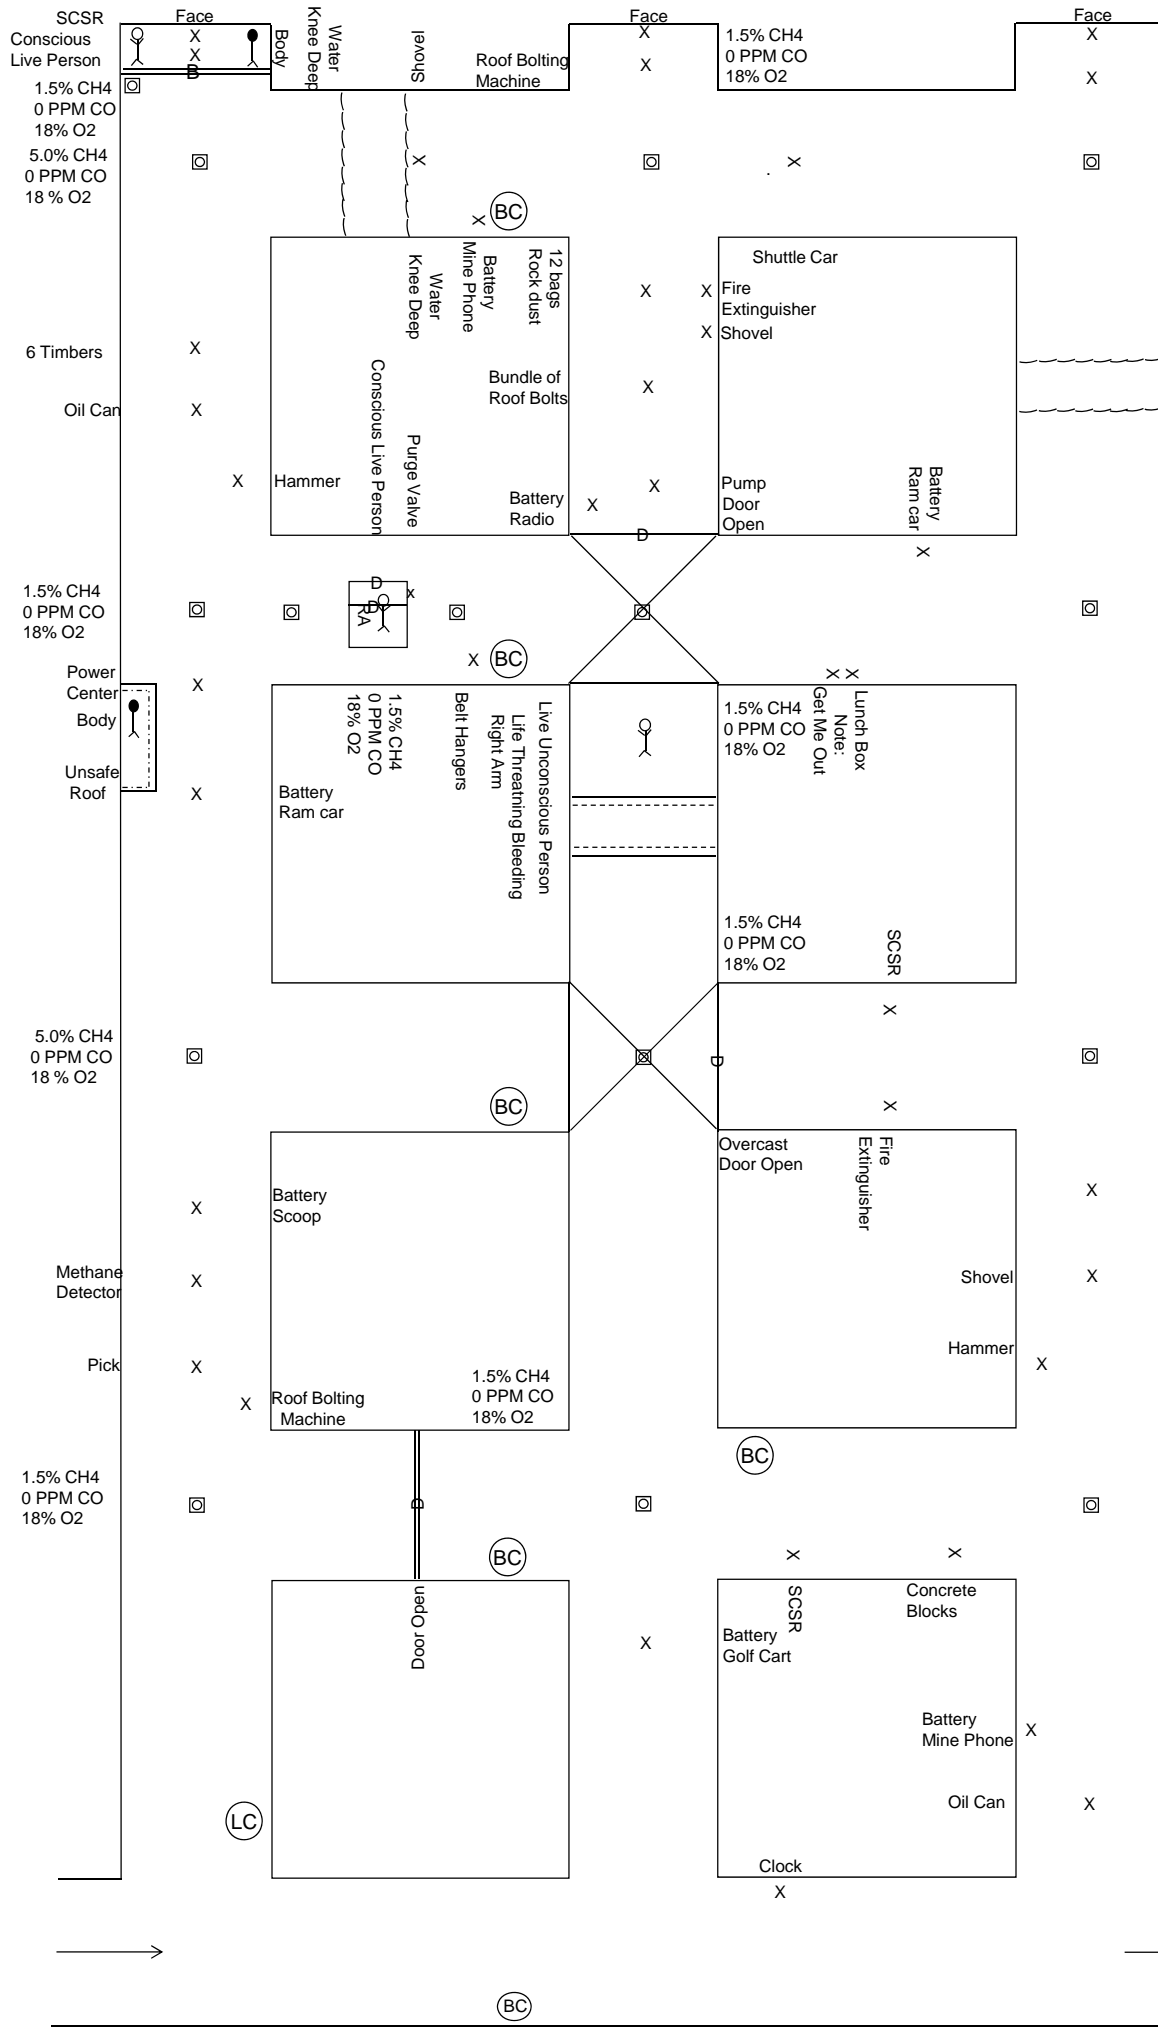 SCSR
Face
Conscious
Live Person
X
X
B
Body
Water
Knee Deep
Shovel
Roof Bolting
Machine
Face
X
X
1.5% CH4
0 PPM CO
18% O2
Face
X
X
1.5% CH4
0 PPM CO
18% O2
5.0% CH4
0 PPM CO
18 % O2
X
X
X
BC
Water
Knee Deep
Battery
Mine Phone
12 bags
Rock dust
X
X
Shuttle Car
Fire
Extinguisher
X
Shovel
6 Timbers
X
Oil Can
X
X
Hammer
Conscious Live Person
Purge Valve
Bundle of
Roof Bolts
X
Battery
Radio
X
X
D
Pump
Door
Open
Battery
Ram car
X
1.5% CH4
0 PPM CO
18% O2
D
D
RA
x
X
BC
Power
Center
X
Body
Unsafe
Roof
X
Battery
Ram car
1.5% CH4
0 PPM CO
18% O2
Belt Hangers
Live Unconscious Person
Life Threatning Bleeding
Right Arm
1.5% CH4
0 PPM CO
18% O2
X
X
Lunch Box
Note:
Get Me Out
1.5% CH4
0 PPM CO
18% O2
SCSR
X
5.0% CH4
0 PPM CO
18 % O2
BC
D
X
Overcast
Door Open
Fire
Extinguisher
X
Battery
Scoop
X
Methane
Detector
X
Shovel
X
Pick
X
Hammer
X
X
Roof Bolting
Machine
1.5% CH4
0 PPM CO
18% O2
BC
1.5% CH4
0 PPM CO
18% O2
D
BC
Door Open
X
X
X
SCSR
Concrete
Blocks
Battery
Golf Cart
Battery
Mine Phone
X
LC
Oil Can
X
Clock
X
BC